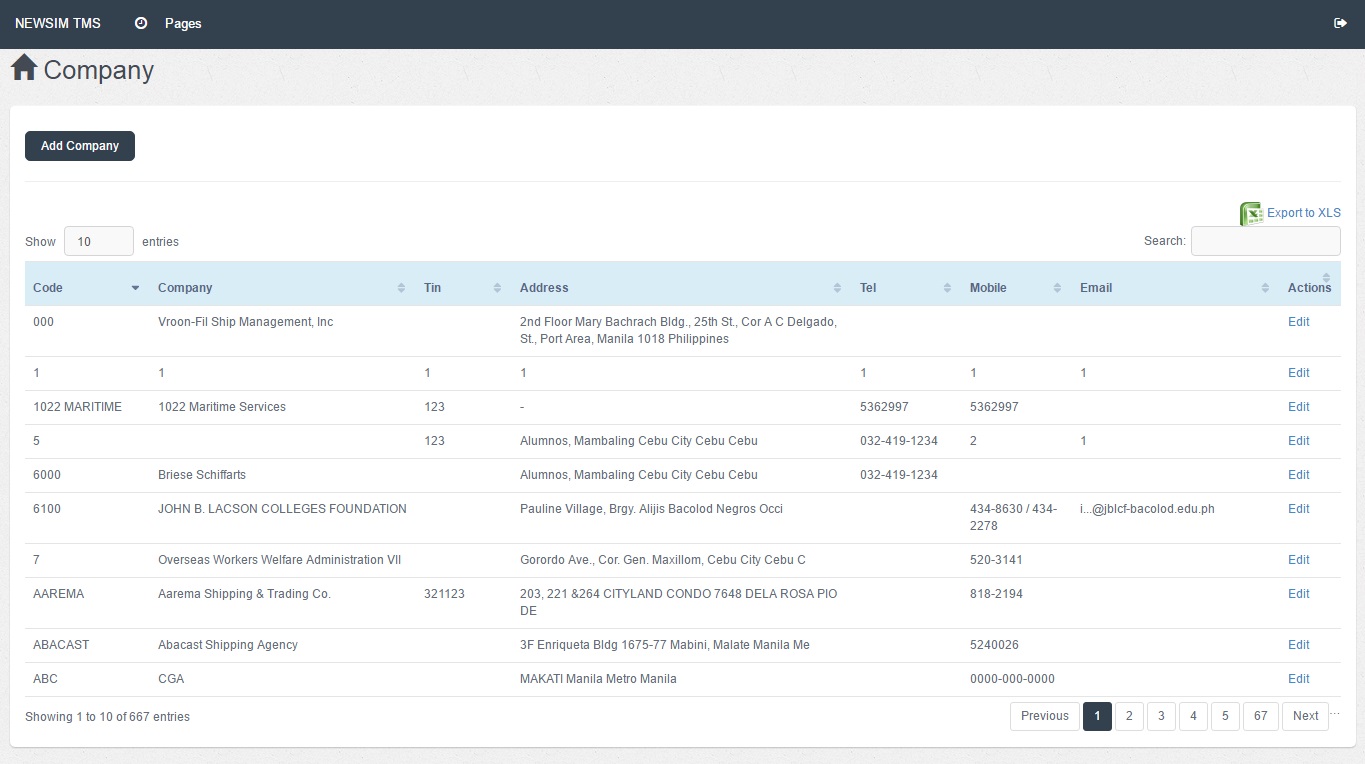 NEWSIM TMS Pages
Company
Add Company
Export to XLS
Show 10 entries Search:
Code Company Tin Address Tel Mobile Email Actions
000 Vroon-Fil Ship Management, Inc 2nd Floor Mary Bachrach Bldg., 25th St., Cor A C Delgado, Edit
St., Port Area, Manila 1018 Philippines
1 1 1 1 1 1 1 Edit
1022 MARITIME 1022 Maritime Services 123 - 5362997 5362997 Edit
5 123 Alumnos, Mambaling Cebu City Cebu Cebu 032-419-1234 2 1 Edit
6000 Briese Schiffarts Alumnos, Mambaling Cebu City Cebu Cebu 032-419-1234 Edit
6100 JOHN B. LACSON COLLEGES FOUNDATION Pauline Village, Brgy. Alijis Bacolod Negros Occi 434-8630 / 434- i...@jblcf-bacolod.edu.ph Edit
2278
7 Overseas Workers Welfare Administration VII Gorordo Ave., Cor. Gen. Maxillom, Cebu City Cebu C 520-3141 Edit
AAREMA Aarema Shipping & Trading Co. 321123 203, 221 &264 CITYLAND CONDO 7648 DELA ROSA PIO 818-2194 Edit
DE
ABACAST Abacast Shipping Agency 3F Enriqueta Bldg 1675-77 Mabini, Malate Manila Me 5240026 Edit
ABC CGA MAKATI Manila Metro Manila 0000-000-0000 Edit
Showing 1 to 10 of 667 entries Previous 1 2 3 4 5 67 Next ...